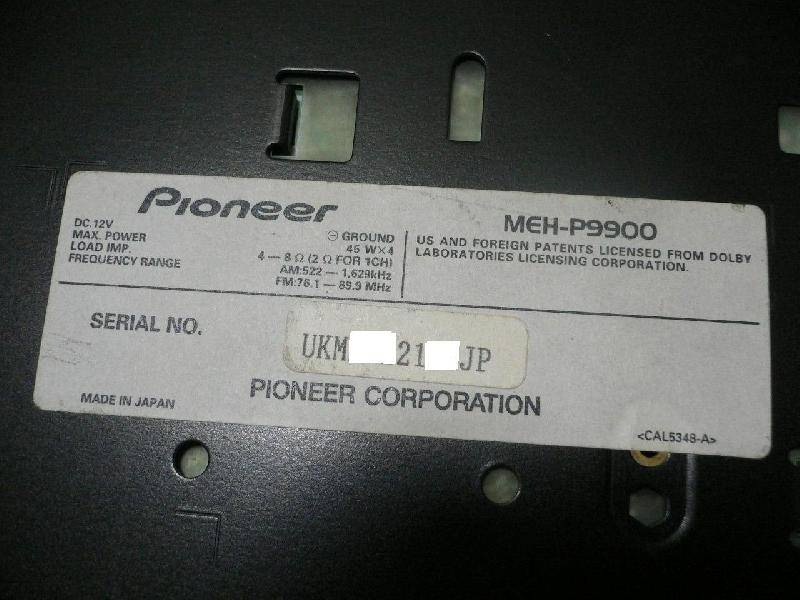 Pioneer
DC.12V ⊖ GROUND
MAX. POWER 45 W×4
LOAD IMP. 4 — 8 Ω (2 Ω FOR 1CH)
FREQUENCY RANGE AM:522 — 1,629kHz
FM:76.1 — 89.9 MHz
MEH-P9900
US AND FOREIGN PATENTS LICENSED FROM DOLBY
LABORATORIES LICENSING CORPORATION.
SERIAL NO. UKM 21 JP
PIONEER CORPORATION
MADE IN JAPAN
<CAL5348-A>